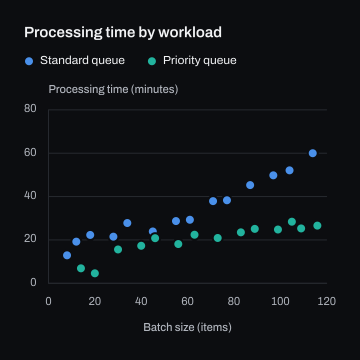 Processing time by workload
Standard queue Priority queue
Processing time (minutes)
80
60
40
20
0
0 20 40 60 80 100 120
Batch size (items)